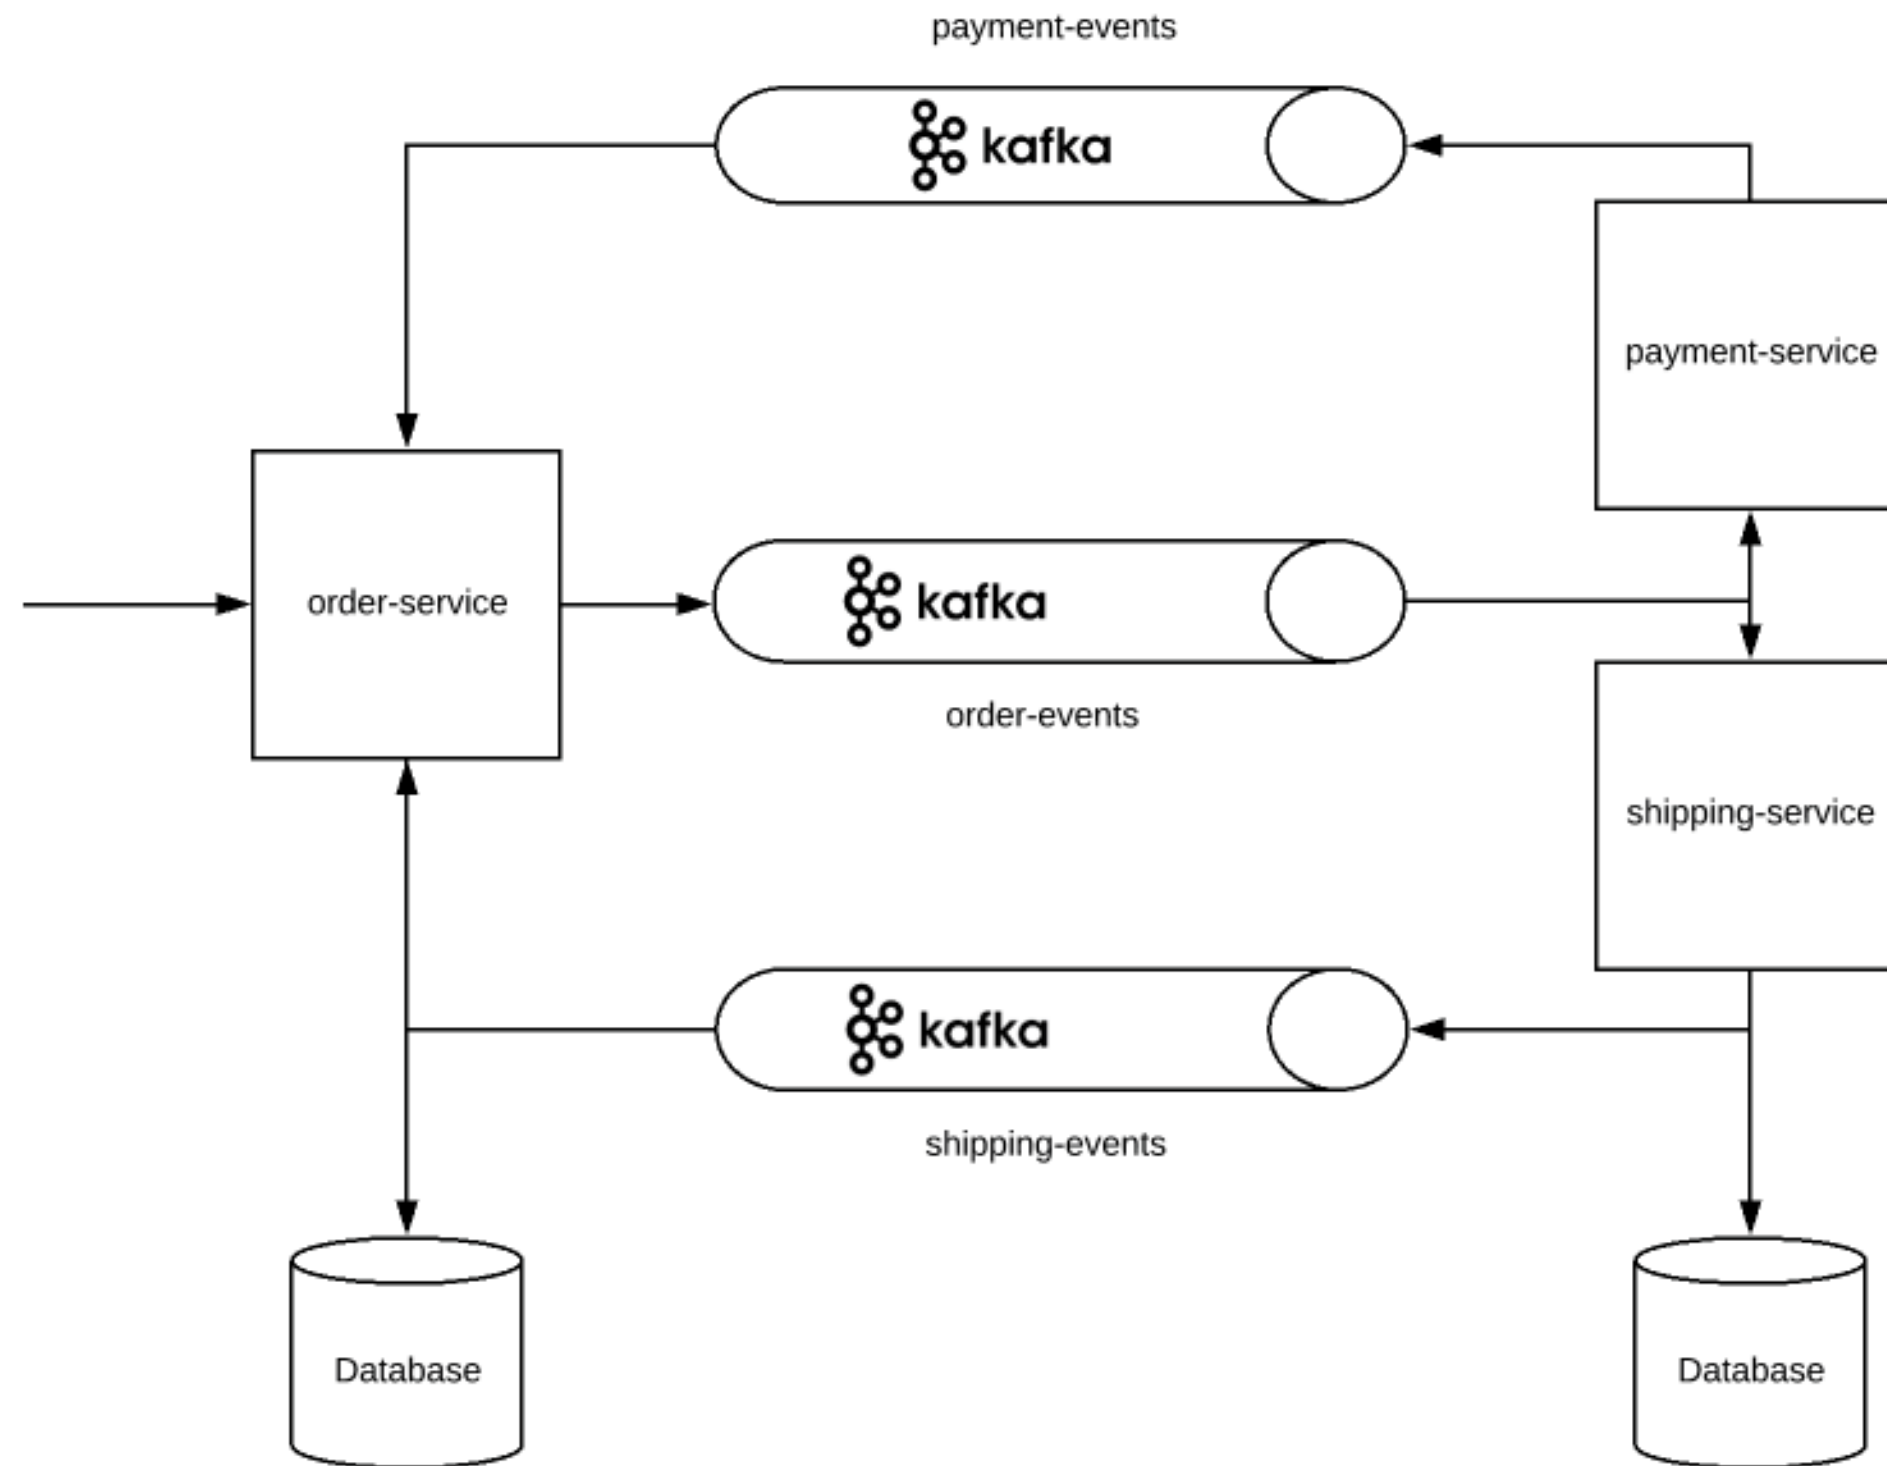 payment-events
kafka
payment-service
order-service
kafka
order-events
shipping-service
kafka
shipping-events
Database
Database